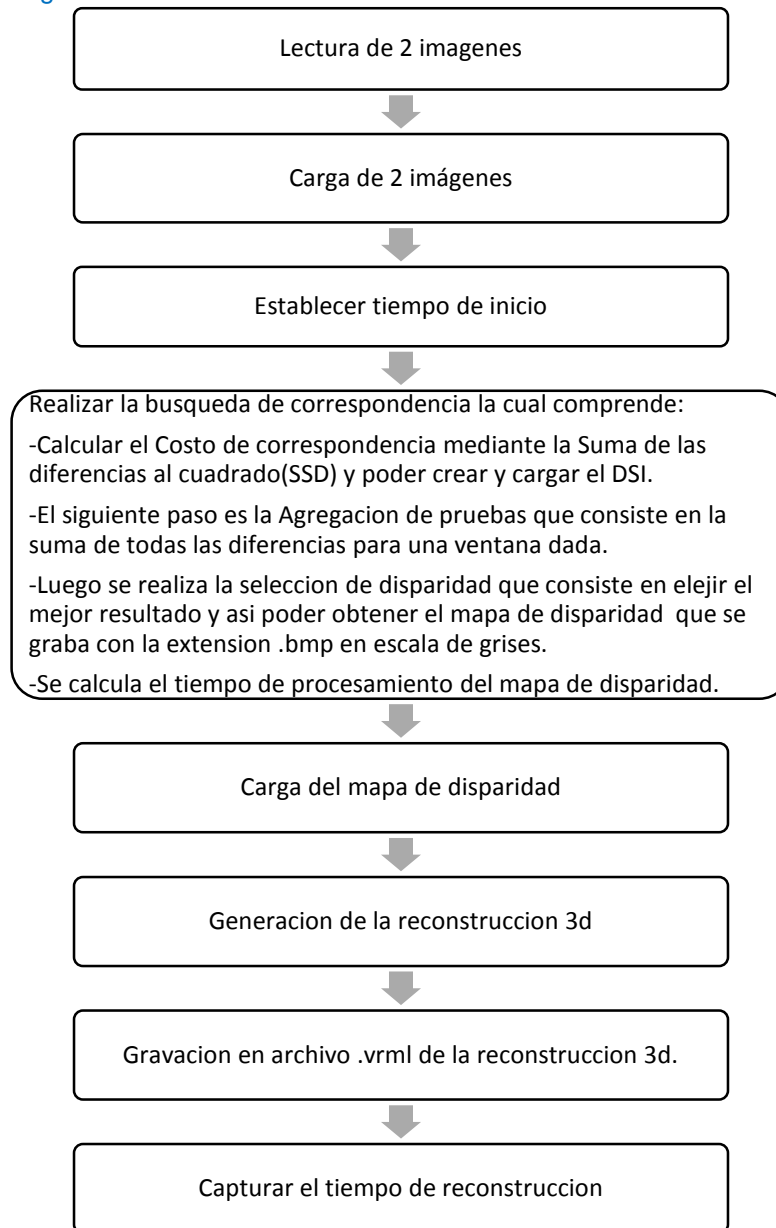 Lectura de 2 imagenes
Carga de 2 imágenes
Establecer tiempo de inicio
Realizar la busqueda de correspondencia la cual comprende:
-Calcular el Costo de correspondencia mediante la Suma de las
diferencias al cuadrado(SSD) y poder crear y cargar el DSI.
-El siguiente paso es la Agregacion de pruebas que consiste en la
suma de todas las diferencias para una ventana dada.
-Luego se realiza la seleccion de disparidad que consiste en elejir el
mejor resultado y asi poder obtener el mapa de disparidad que se
graba con la extension .bmp en escala de grises.
-Se calcula el tiempo de procesamiento del mapa de disparidad.
Carga del mapa de disparidad
Generacion de la reconstruccion 3d
Gravacion en archivo .vrml de la reconstruccion 3d.
Capturar el tiempo de reconstruccion